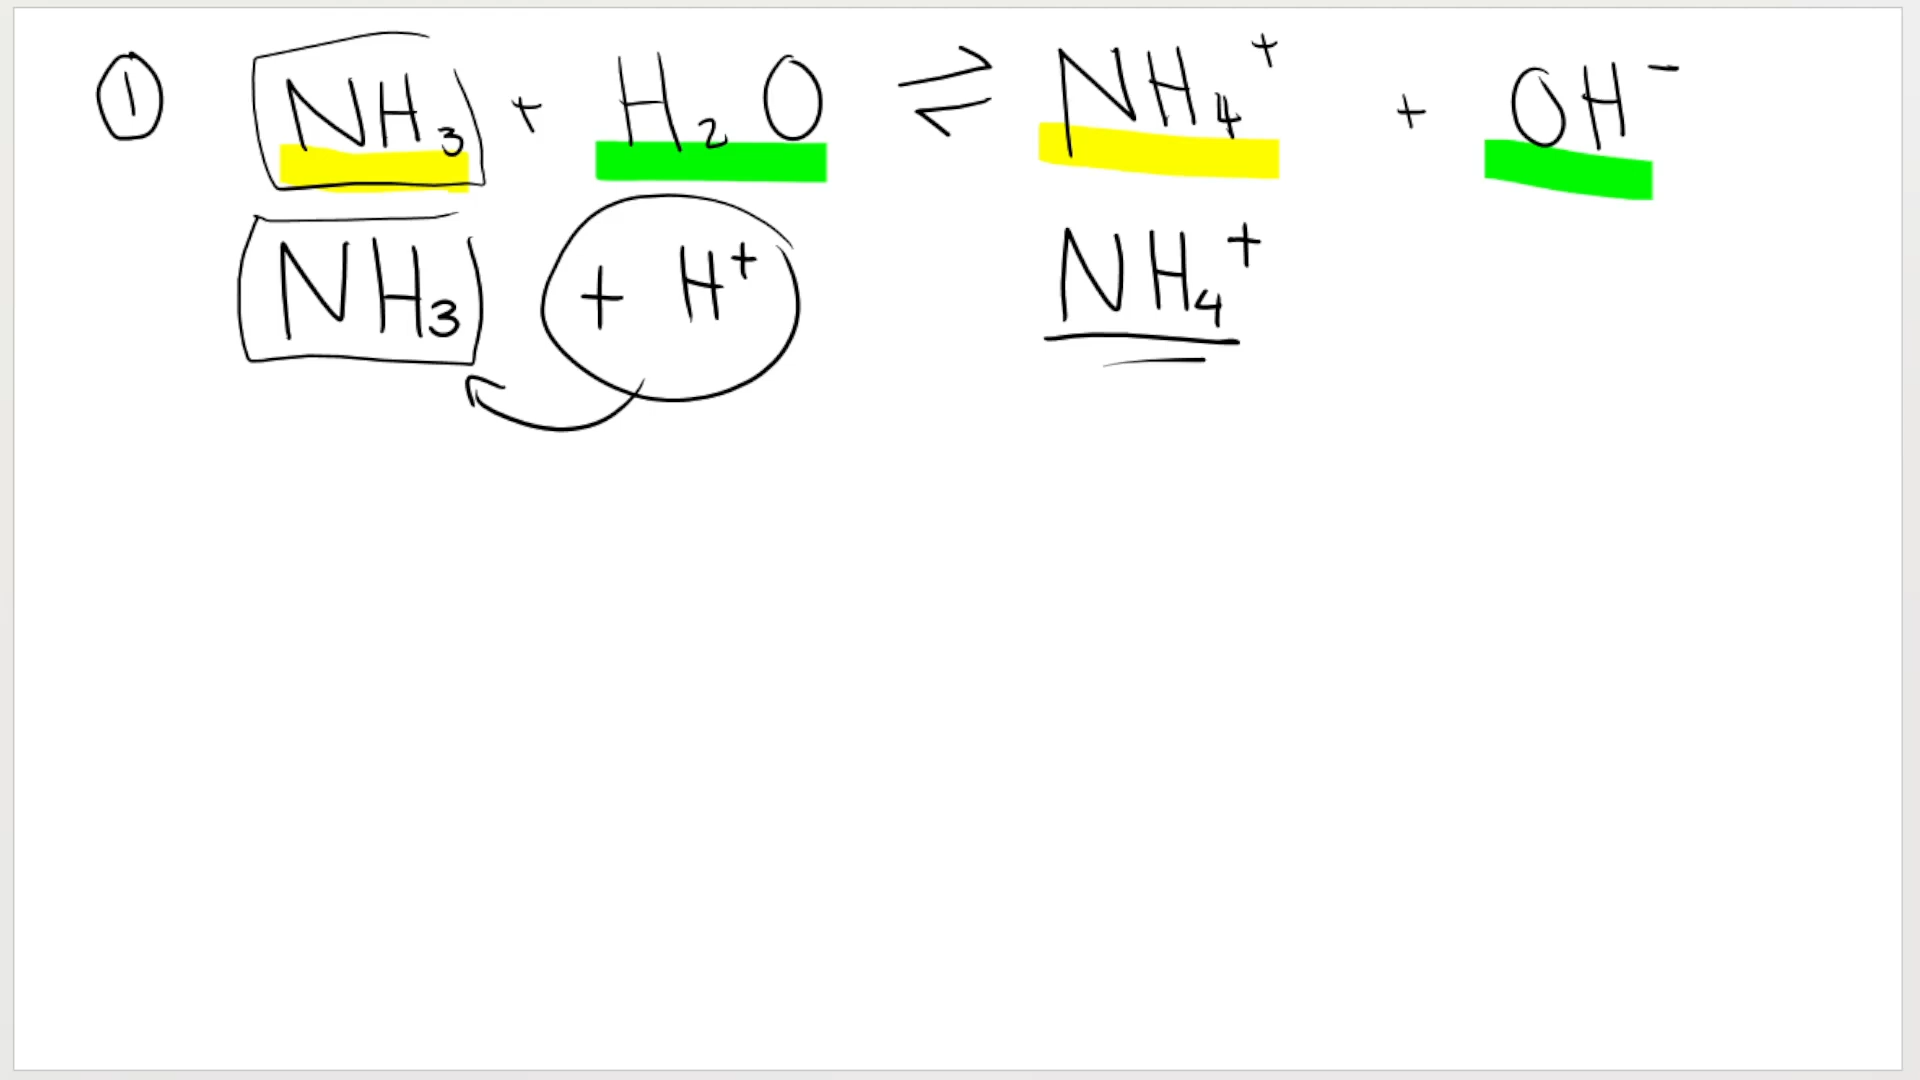 ① NH₃ + H₂O ⇌ NH₄⁺ + OH⁻
NH₃ + H⁺ NH₄⁺